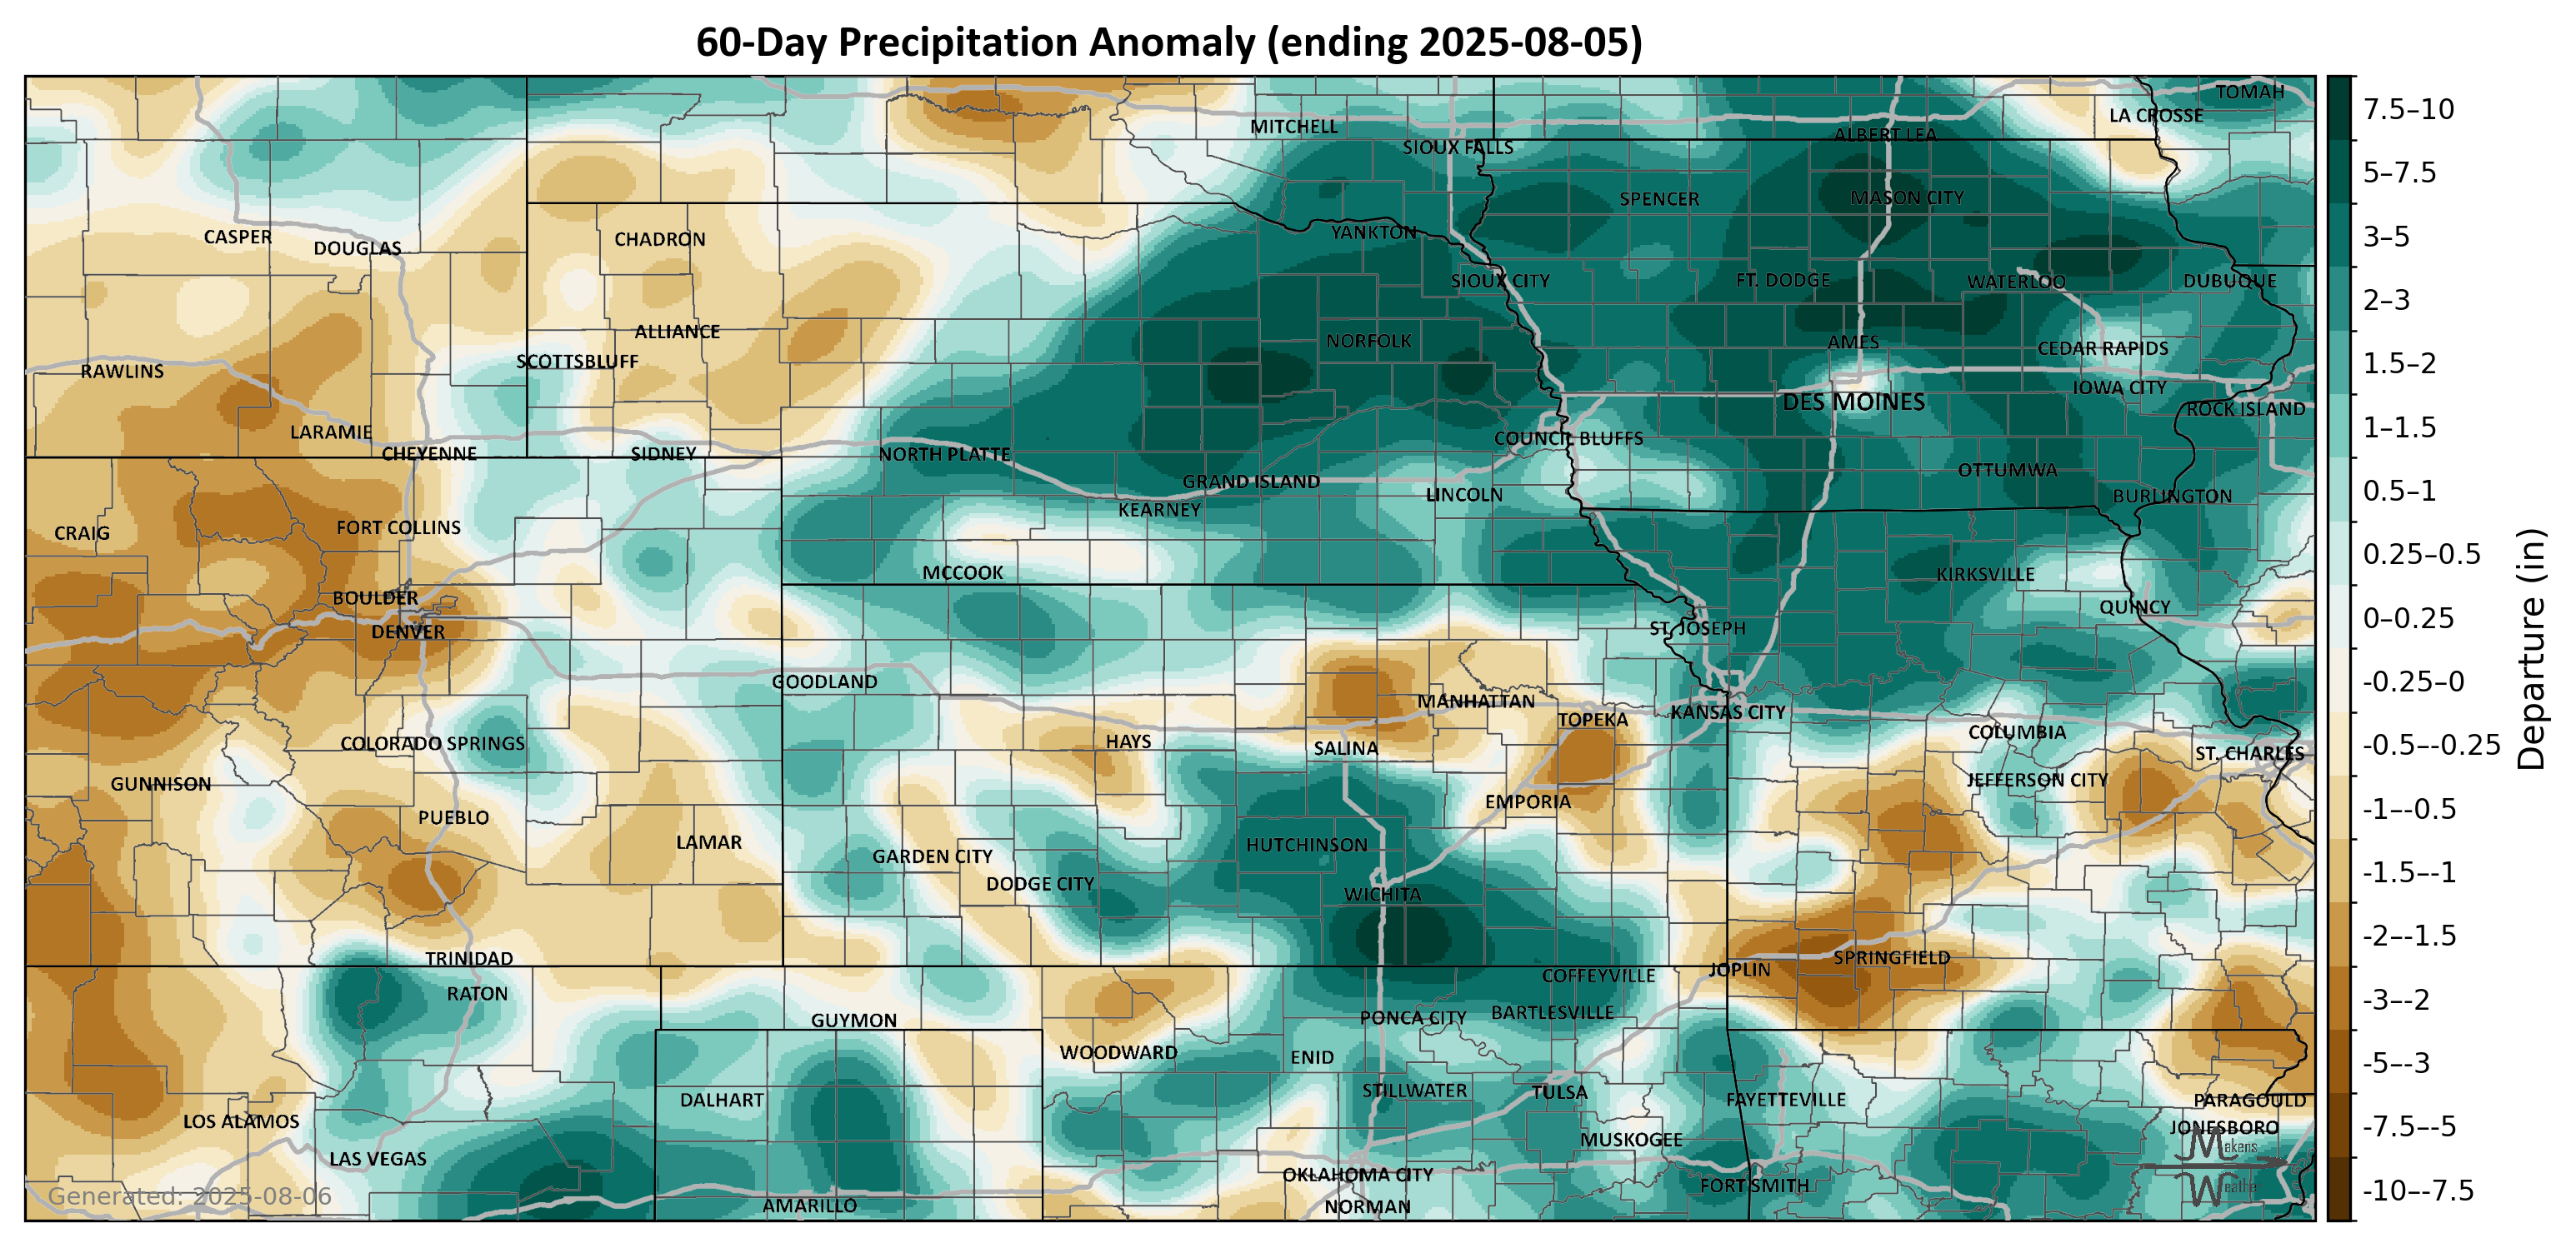 60-Day Precipitation Anomaly (ending 2025-08-05)
TOMAH
LA CROSSE
MITCHELL
ALBERT LEA
SIOUX FALLS
SPENCER
MASON CITY
CASPER
DOUGLAS
CHADRON
YANKTON
SIOUX CITY
FT. DODGE
WATERLOO
DUBUQUE
ALLIANCE
NORFOLK
AMES
CEDAR RAPIDS
SCOTTSBLUFF
RAWLINS
IOWA CITY
DES MOINES
ROCK ISLAND
LARAMIE
COUNCIL BLUFFS
CHEYENNE
SIDNEY
NORTH PLATTE
OTTUMWA
GRAND ISLAND
LINCOLN
BURLINGTON
KEARNEY
CRAIG
FORT COLLINS
MCCOOK
KIRKSVILLE
BOULDER
QUINCY
DENVER
ST. JOSEPH
GOODLAND
MANHATTAN
KANSAS CITY
TOPEKA
COLUMBIA
COLORADO SPRINGS
HAYS
SALINA
ST. CHARLES
GUNNISON
JEFFERSON CITY
EMPORIA
PUEBLO
LAMAR
HUTCHINSON
GARDEN CITY
DODGE CITY
WICHITA
TRINIDAD
SPRINGFIELD
JOPLIN
COFFEYVILLE
RATON
BARTLESVILLE
GUYMON
PONCA CITY
WOODWARD
ENID
STILLWATER
TULSA
DALHART
FAYETTEVILLE
PARAGOULD
LOS ALAMOS
JONESBORO
MUSKOGEE
LAS VEGAS
OKLAHOMA CITY
FORT SMITH
AMARILLO
NORMAN
Generated: 2025-08-06
Makens
Weathe
7.5–10
5–7.5
3–5
2–3
1.5–2
1–1.5
0.5–1
0.25–0.5
0–0.25
-0.25–0
-0.5–-0.25
-1–-0.5
-1.5–-1
-2–-1.5
-3–-2
-5–-3
-7.5–-5
-10–-7.5
Departure (in)